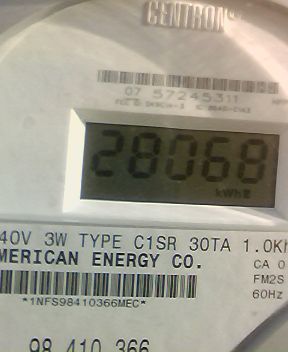 CENTRON
07 57245311
28068
kWh
40V 3W TYPE C1SR 30TA 1.0Kh
MERICAN ENERGY CO.
CA 0
FM2S
60Hz
*1NFS98410366MEC*
98 410 366